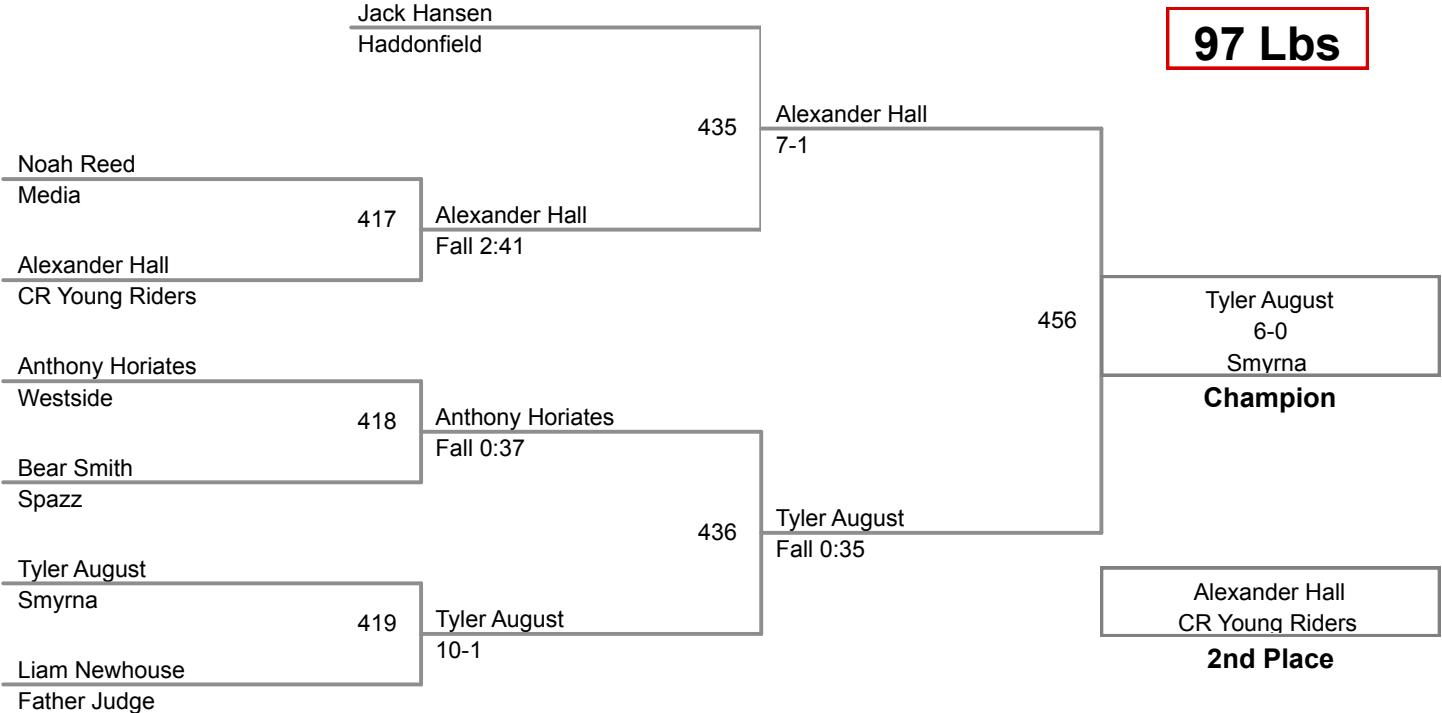 Jack Hansen
Haddonfield
97 Lbs
435
Alexander Hall
7-1
Noah Reed
Media
417
Alexander Hall
Fall 2:41
Alexander Hall
CR Young Riders
456
Tyler August
6-0
Smyrna
Champion
Anthony Horiates
Westside
418
Anthony Horiates
Fall 0:37
Bear Smith
Spazz
436
Tyler August
Fall 0:35
Tyler August
Smyrna
419
Tyler August
10-1
Liam Newhouse
Father Judge
Alexander Hall
CR Young Riders
2nd Place